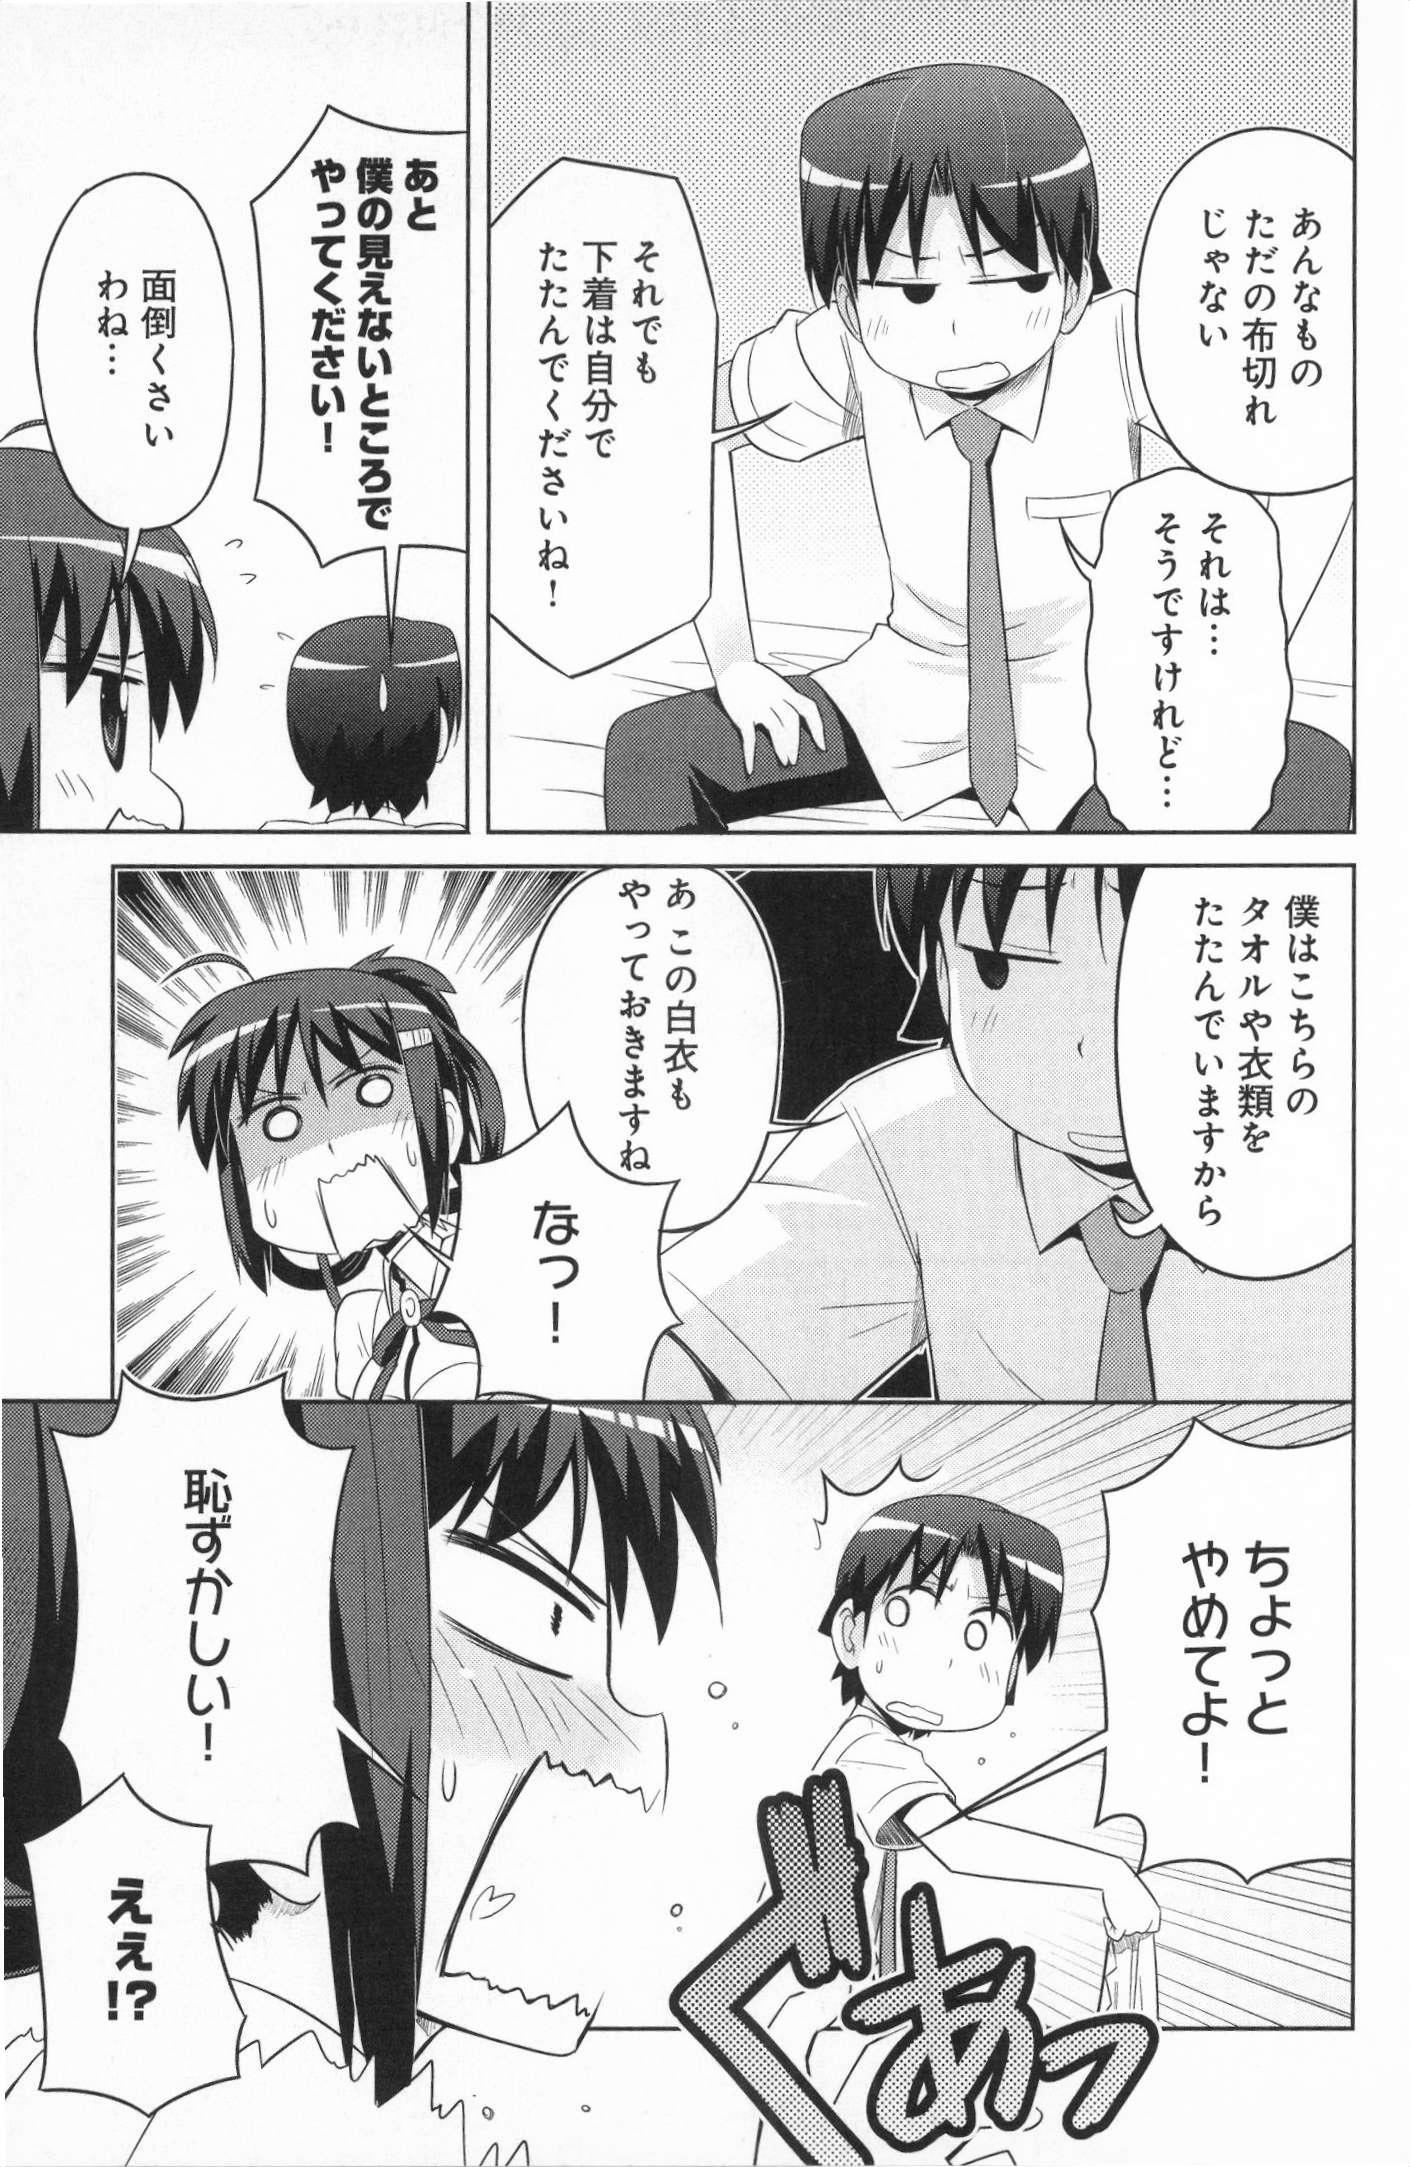 あんなもの
ただの布切れ
じゃない
それは…
そうですけれど…
それでも
下着は自分で
たたんでくださいね！
あと
僕の見えないところで
やってください！
面倒くさい
わね…
僕はこちらの
タオルや衣類を
たたんでいますから
あ この白衣も
やっておきますね
なっ！
ちょっと
やめてよ！
ぐあっ
恥ずかしい！
ええ!?